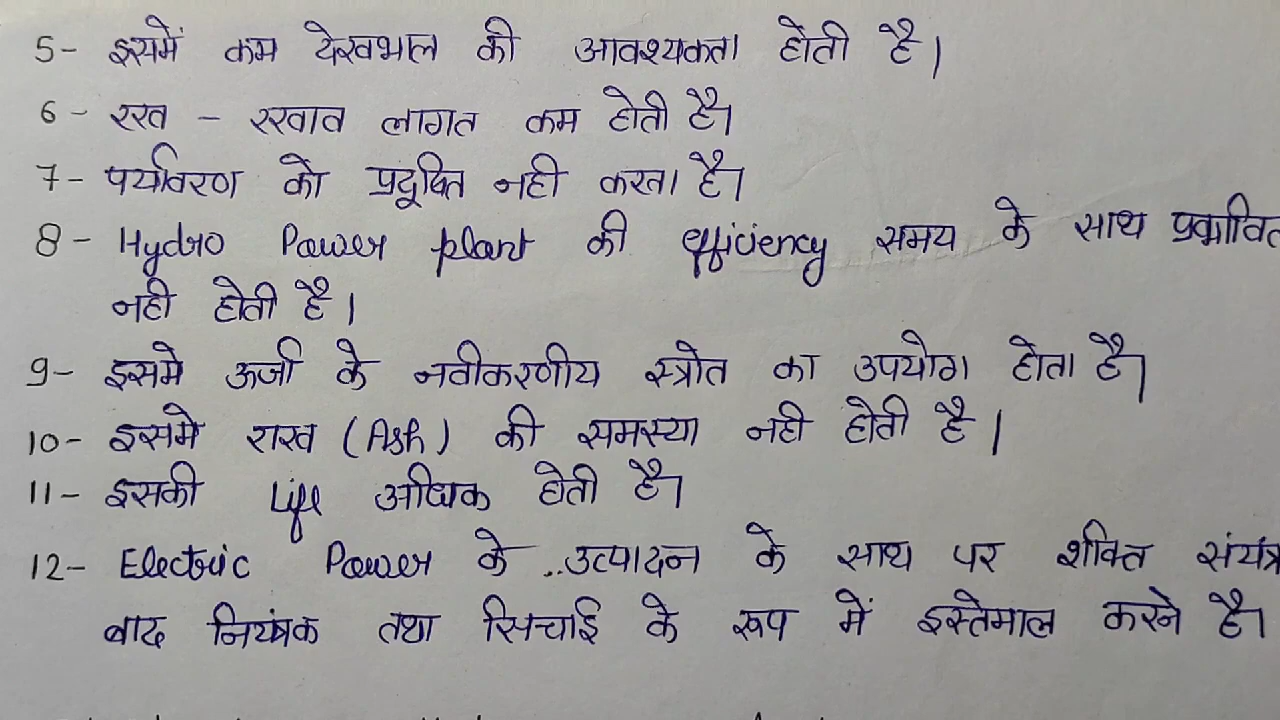 5- इसमें कम देखभाल की आवश्यकता होती है।
6- रख - रखाव लागत कम होती है।
7- पर्यावरण को प्रदूषित नही करता है।
8- Hydro Power plant की efficiency समय के साथ प्रभावित
नही होती है।
9- इसमे ऊर्जा के नवीकरणीय स्त्रोत का उपयोग होता है।
10- इसमे राख (Ash) की समस्या नही होती है।
11- इसकी Life अधिक होती है।
12- Electric Power के ..उत्पादन के साथ पर शक्ति संयंत्र
बाद नियंत्रक तथा सिचाई के रूप में इस्तेमाल करने है।